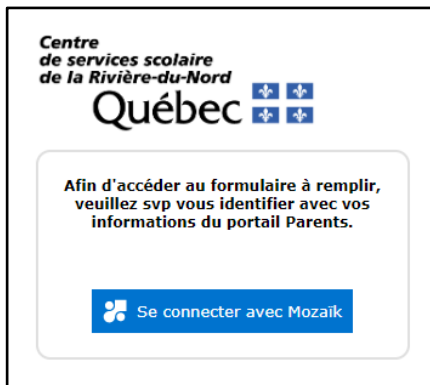 Centre
de services scolaire
de la Rivière-du-Nord
Québec
Afin d'accéder au formulaire à remplir,
veuillez svp vous identifier avec vos
informations du portail Parents.
Se connecter avec Mozaïk